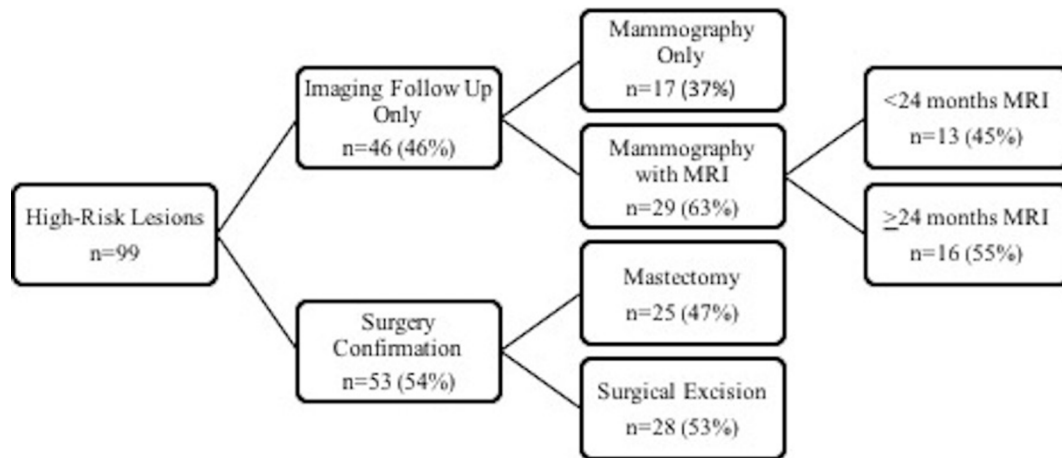 High-Risk Lesions
n=99
Imaging Follow Up
Only
n=46 (46%)
Surgery
Confirmation
n=53 (54%)
Mammography
Only
n=17 (37%)
Mammography
with MRI
n=29 (63%)
Mastectomy
n=25 (47%)
Surgical Excision
n=28 (53%)
<24 months MRI
n=13 (45%)
≥24 months MRI
n=16 (55%)